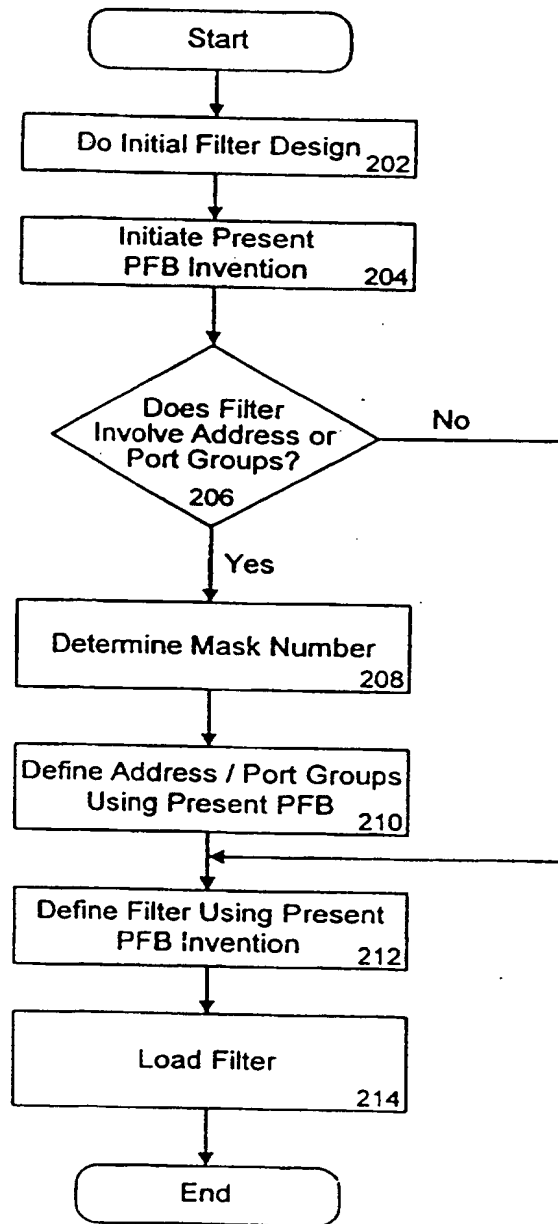 Start
Do Initial Filter Design
202
Initiate Present
PFB Invention
204
Does Filter
Involve Address or
Port Groups?
206
No
Yes
Determine Mask Number
208
Define Address / Port Groups
Using Present PFB
210
Define Filter Using Present
PFB Invention
212
Load Filter
214
End